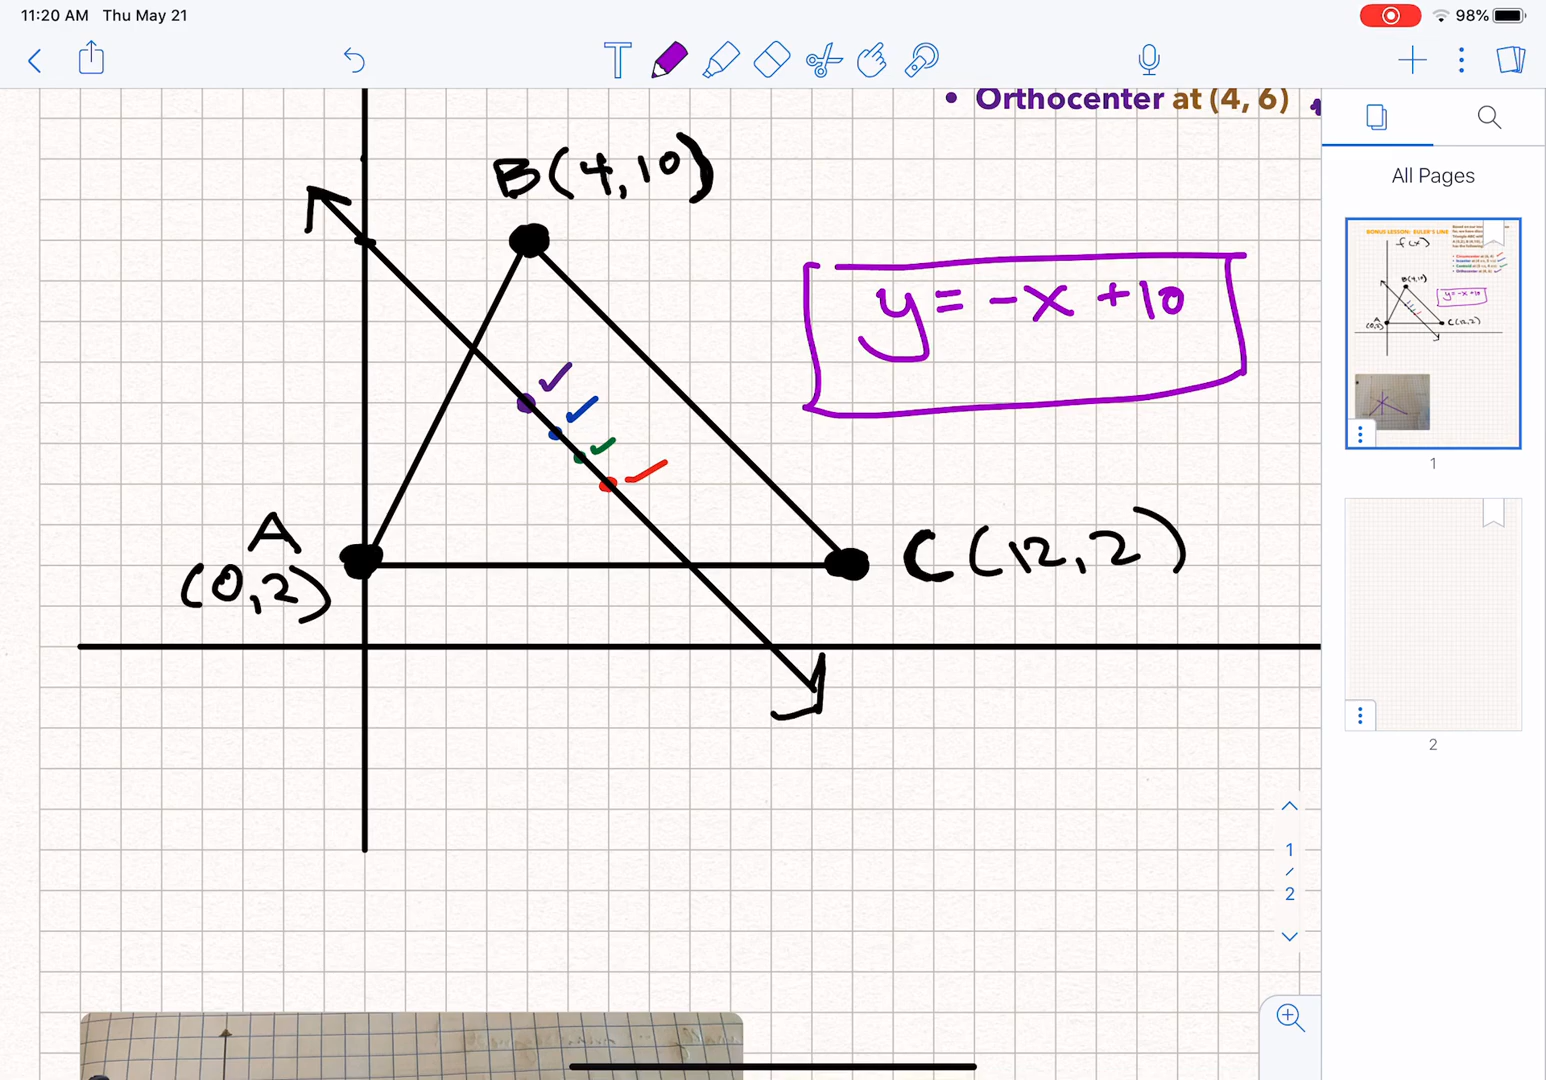 11:20 AM Thu May 21
98%
• Orthocenter at (4, 6)
B(4,10)
y = -x +10
A
(0,2)
C(12,2)
All Pages
1
2
1
/
2